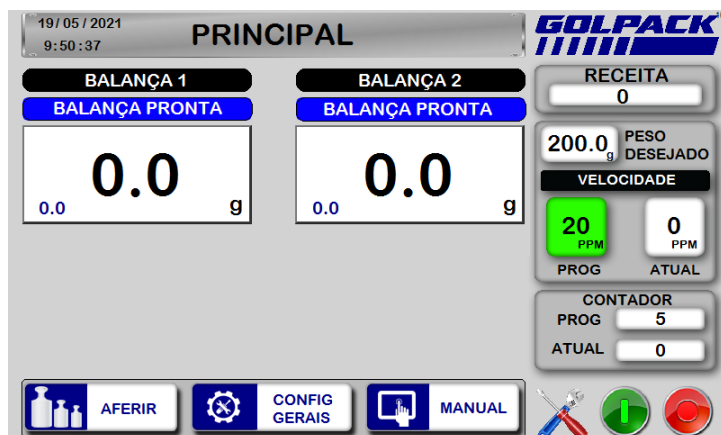 19/05/2021
9:50:37
PRINCIPAL
GOLPACK
BALANÇA 1
BALANÇA PRONTA
0.0
0.0
g
BALANÇA 2
BALANÇA PRONTA
0.0
0.0
g
RECEITA
0
200.0 g
PESO
DESEJADO
VELOCIDADE
20
PPM
PROG
0
PPM
ATUAL
CONTADOR
PROG 5
ATUAL 0
AFERIR
CONFIG
GERAIS
MANUAL